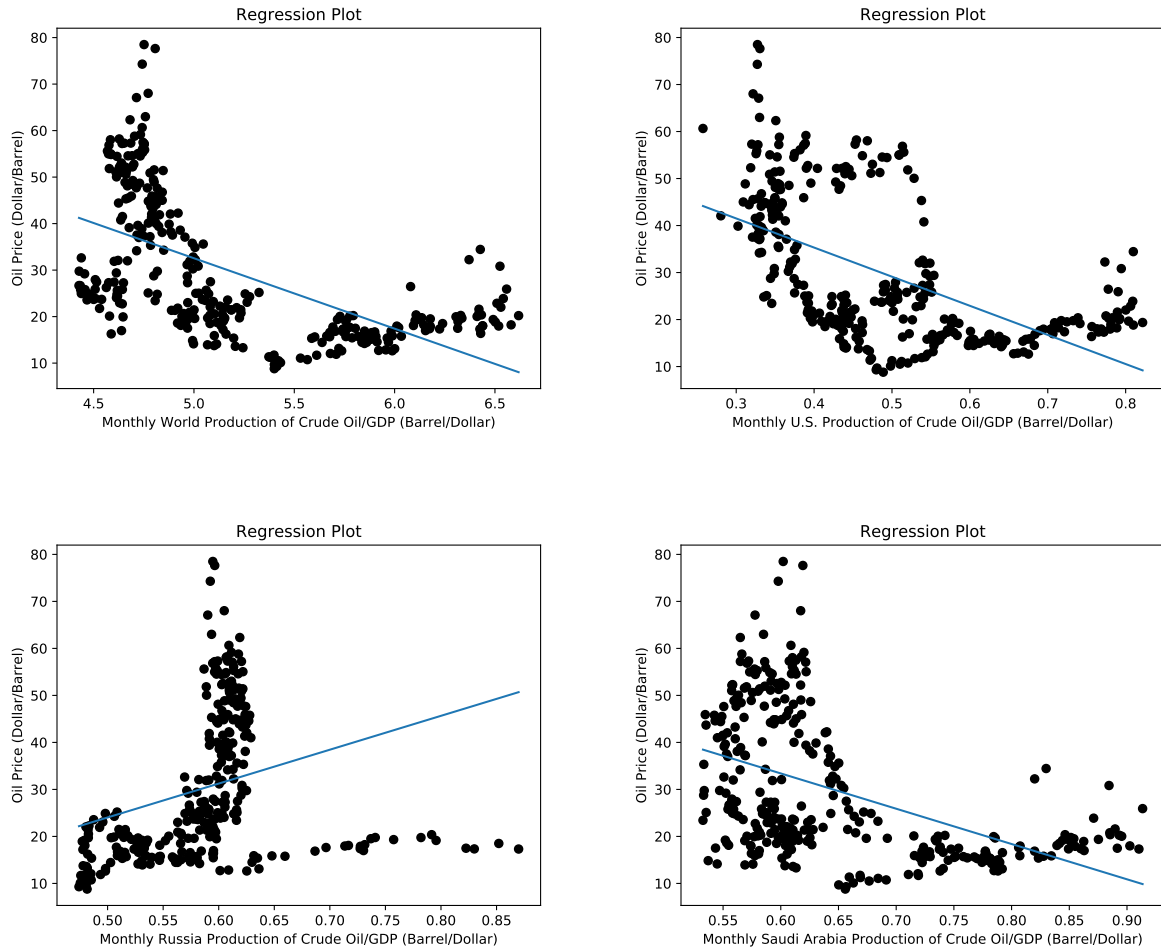 Regression Plot
Oil Price (Dollar/Barrel)
80
70
60
50
40
30
20
10
4.5 5.0 5.5 6.0 6.5
Monthly World Production of Crude Oil/GDP (Barrel/Dollar)
Regression Plot
Oil Price (Dollar/Barrel)
80
70
60
50
40
30
20
10
0.3 0.4 0.5 0.6 0.7 0.8
Monthly U.S. Production of Crude Oil/GDP (Barrel/Dollar)
Regression Plot
Oil Price (Dollar/Barrel)
80
70
60
50
40
30
20
10
0.50 0.55 0.60 0.65 0.70 0.75 0.80 0.85
Monthly Russia Production of Crude Oil/GDP (Barrel/Dollar)
Regression Plot
Oil Price (Dollar/Barrel)
80
70
60
50
40
30
20
10
0.55 0.60 0.65 0.70 0.75 0.80 0.85 0.90
Monthly Saudi Arabia Production of Crude Oil/GDP (Barrel/Dollar)